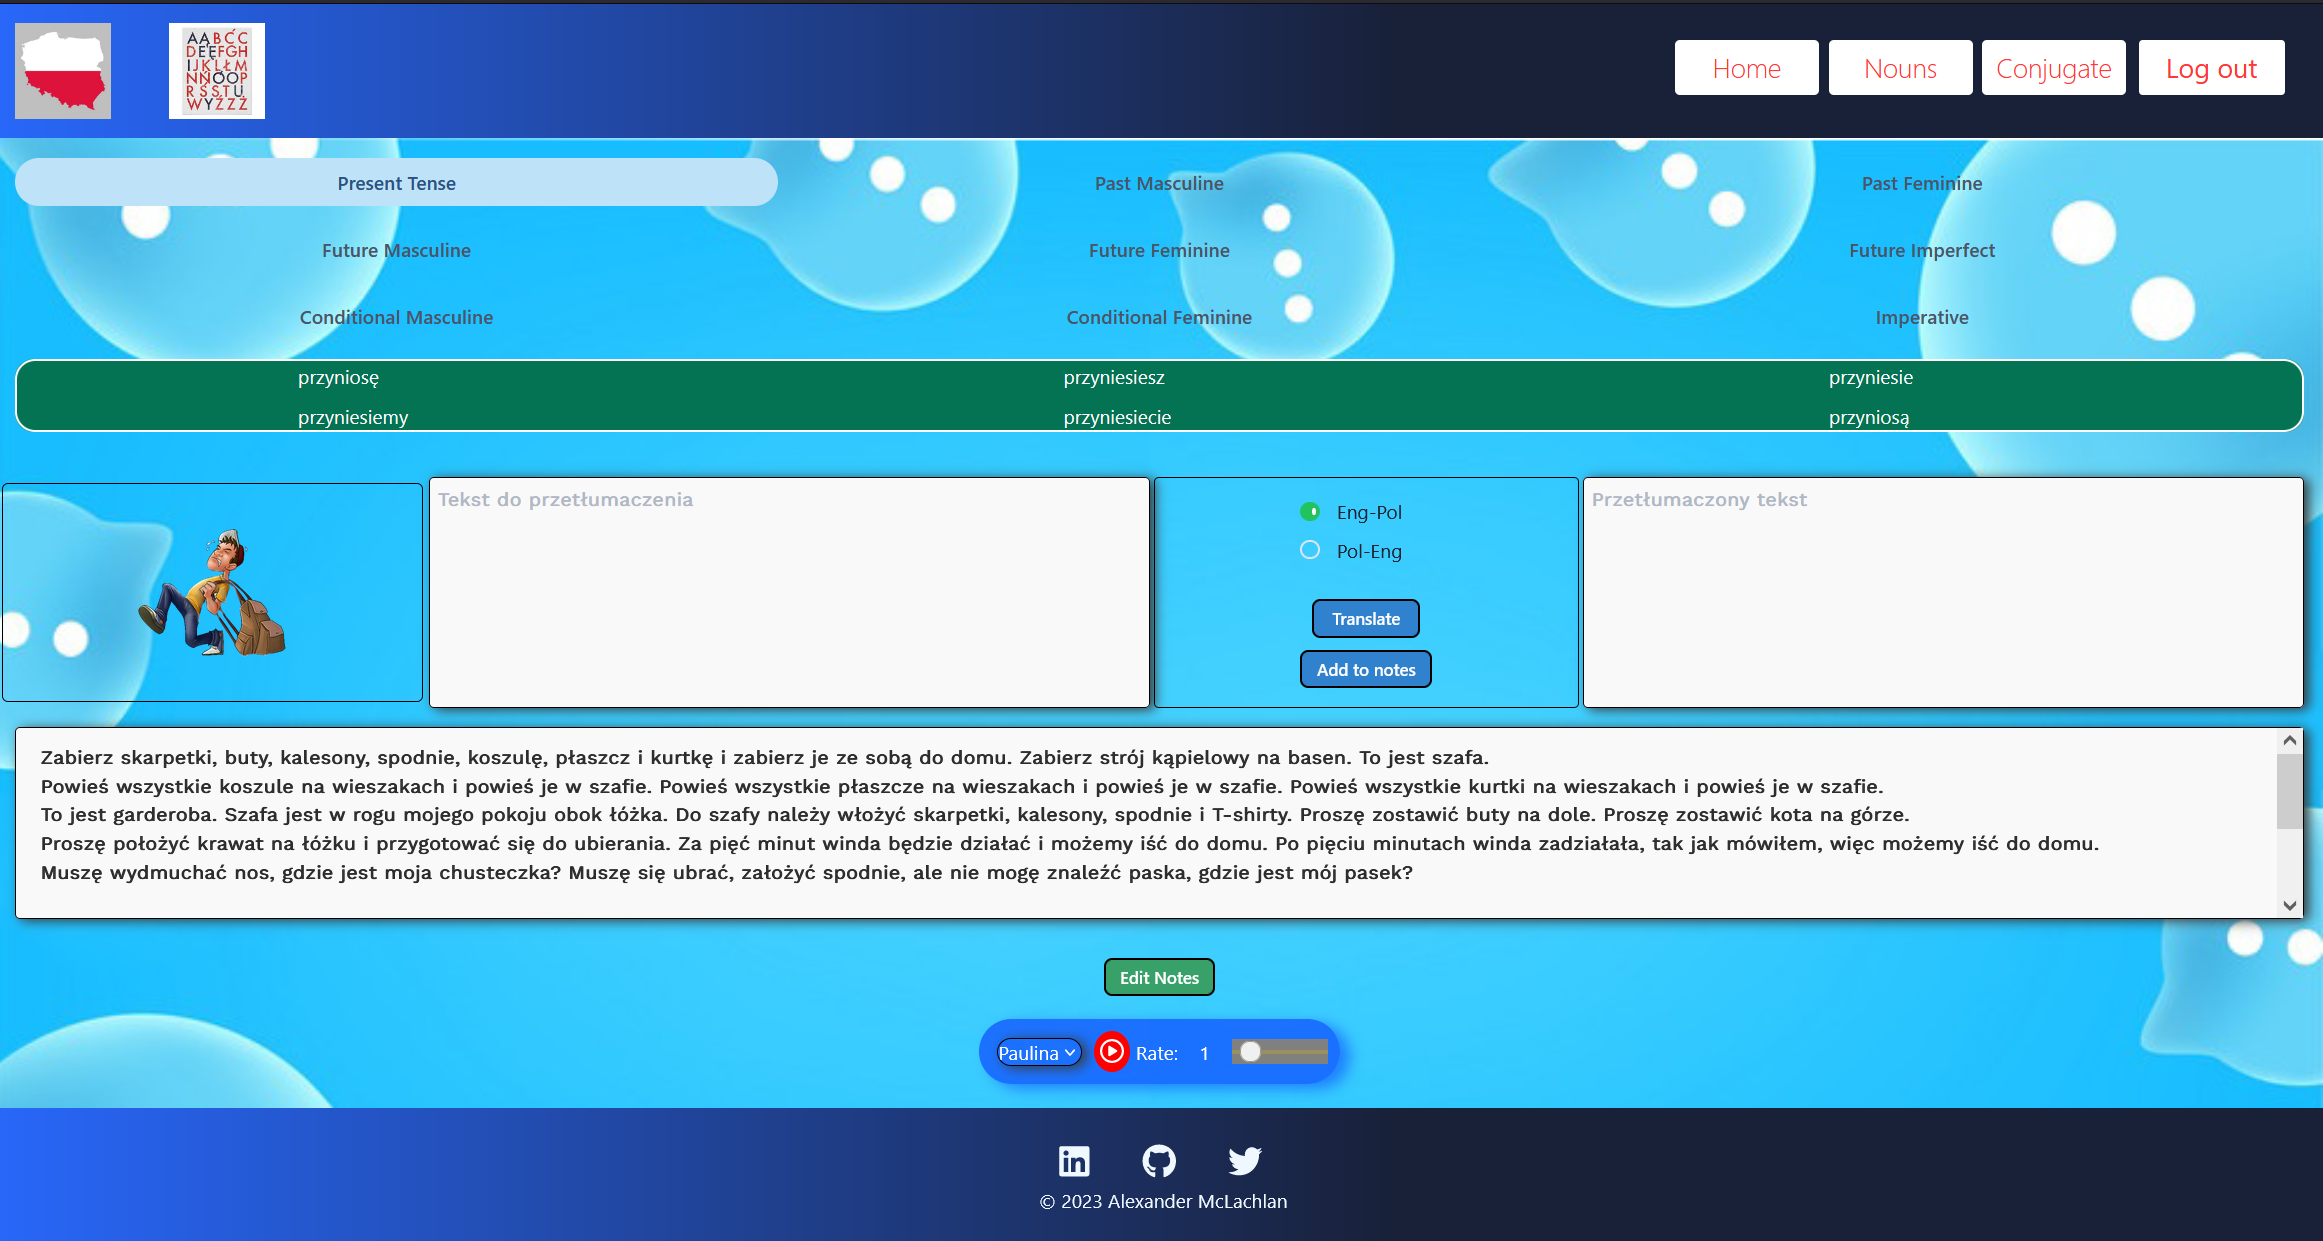 AĄBCĆC
DEĘFGH
IJKLŁM
NŃOÓP
RSŚTU
WYZŹŻ
Home Nouns Conjugate Log out
Present Tense Past Masculine Past Feminine
Future Masculine Future Feminine Future Imperfect
Conditional Masculine Conditional Feminine Imperative
przyniosę przyniesiesz przyniesie
przyniesiemy przyniesiecie przyniosą
Tekst do przetłumaczenia
Eng-Pol
Pol-Eng
Translate
Add to notes
Przetłumaczony tekst
Zabierz skarpetki, buty, kalesony, spodnie, koszulę, płaszcz i kurtkę i zabierz je ze sobą do domu. Zabierz strój kąpielowy na basen. To jest szafa.
Powieś wszystkie koszule na wieszakach i powieś je w szafie. Powieś wszystkie płaszcze na wieszakach i powieś je w szafie. Powieś wszystkie kurtki na wieszakach i powieś je w szafie.
To jest garderoba. Szafa jest w rogu mojego pokoju obok łóżka. Do szafy należy włożyć skarpetki, kalesony, spodnie i T-shirty. Proszę zostawić buty na dole. Proszę zostawić kota na górze.
Proszę położyć krawat na łóżku i przygotować się do ubierania. Za pięć minut winda będzie działać i możemy iść do domu. Po pięciu minutach winda zadziałała, tak jak mówiłem, więc możemy iść do domu.
Muszę wydmuchać nos, gdzie jest moja chusteczka? Muszę się ubrać, założyć spodnie, ale nie mogę znaleźć paska, gdzie jest mój pasek?
Edit Notes
Paulina Rate: 1
© 2023 Alexander McLachlan